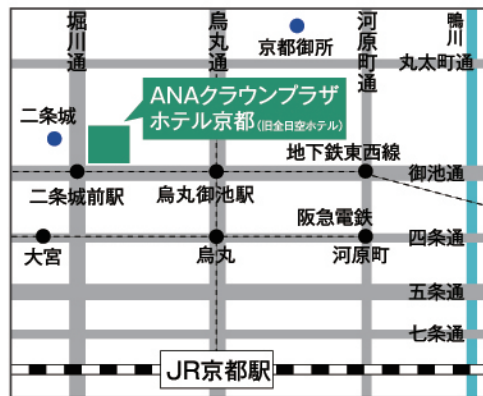 堀川通
烏丸通
河原町通
鴨川
京都御所
丸太町通
ANAクラウンプラザ
ホテル京都(旧全日空ホテル)
二条城
地下鉄東西線
御池通
二条城前駅
烏丸御池駅
阪急電鉄
四条通
大宮
烏丸
河原町
五条通
七条通
JR京都駅